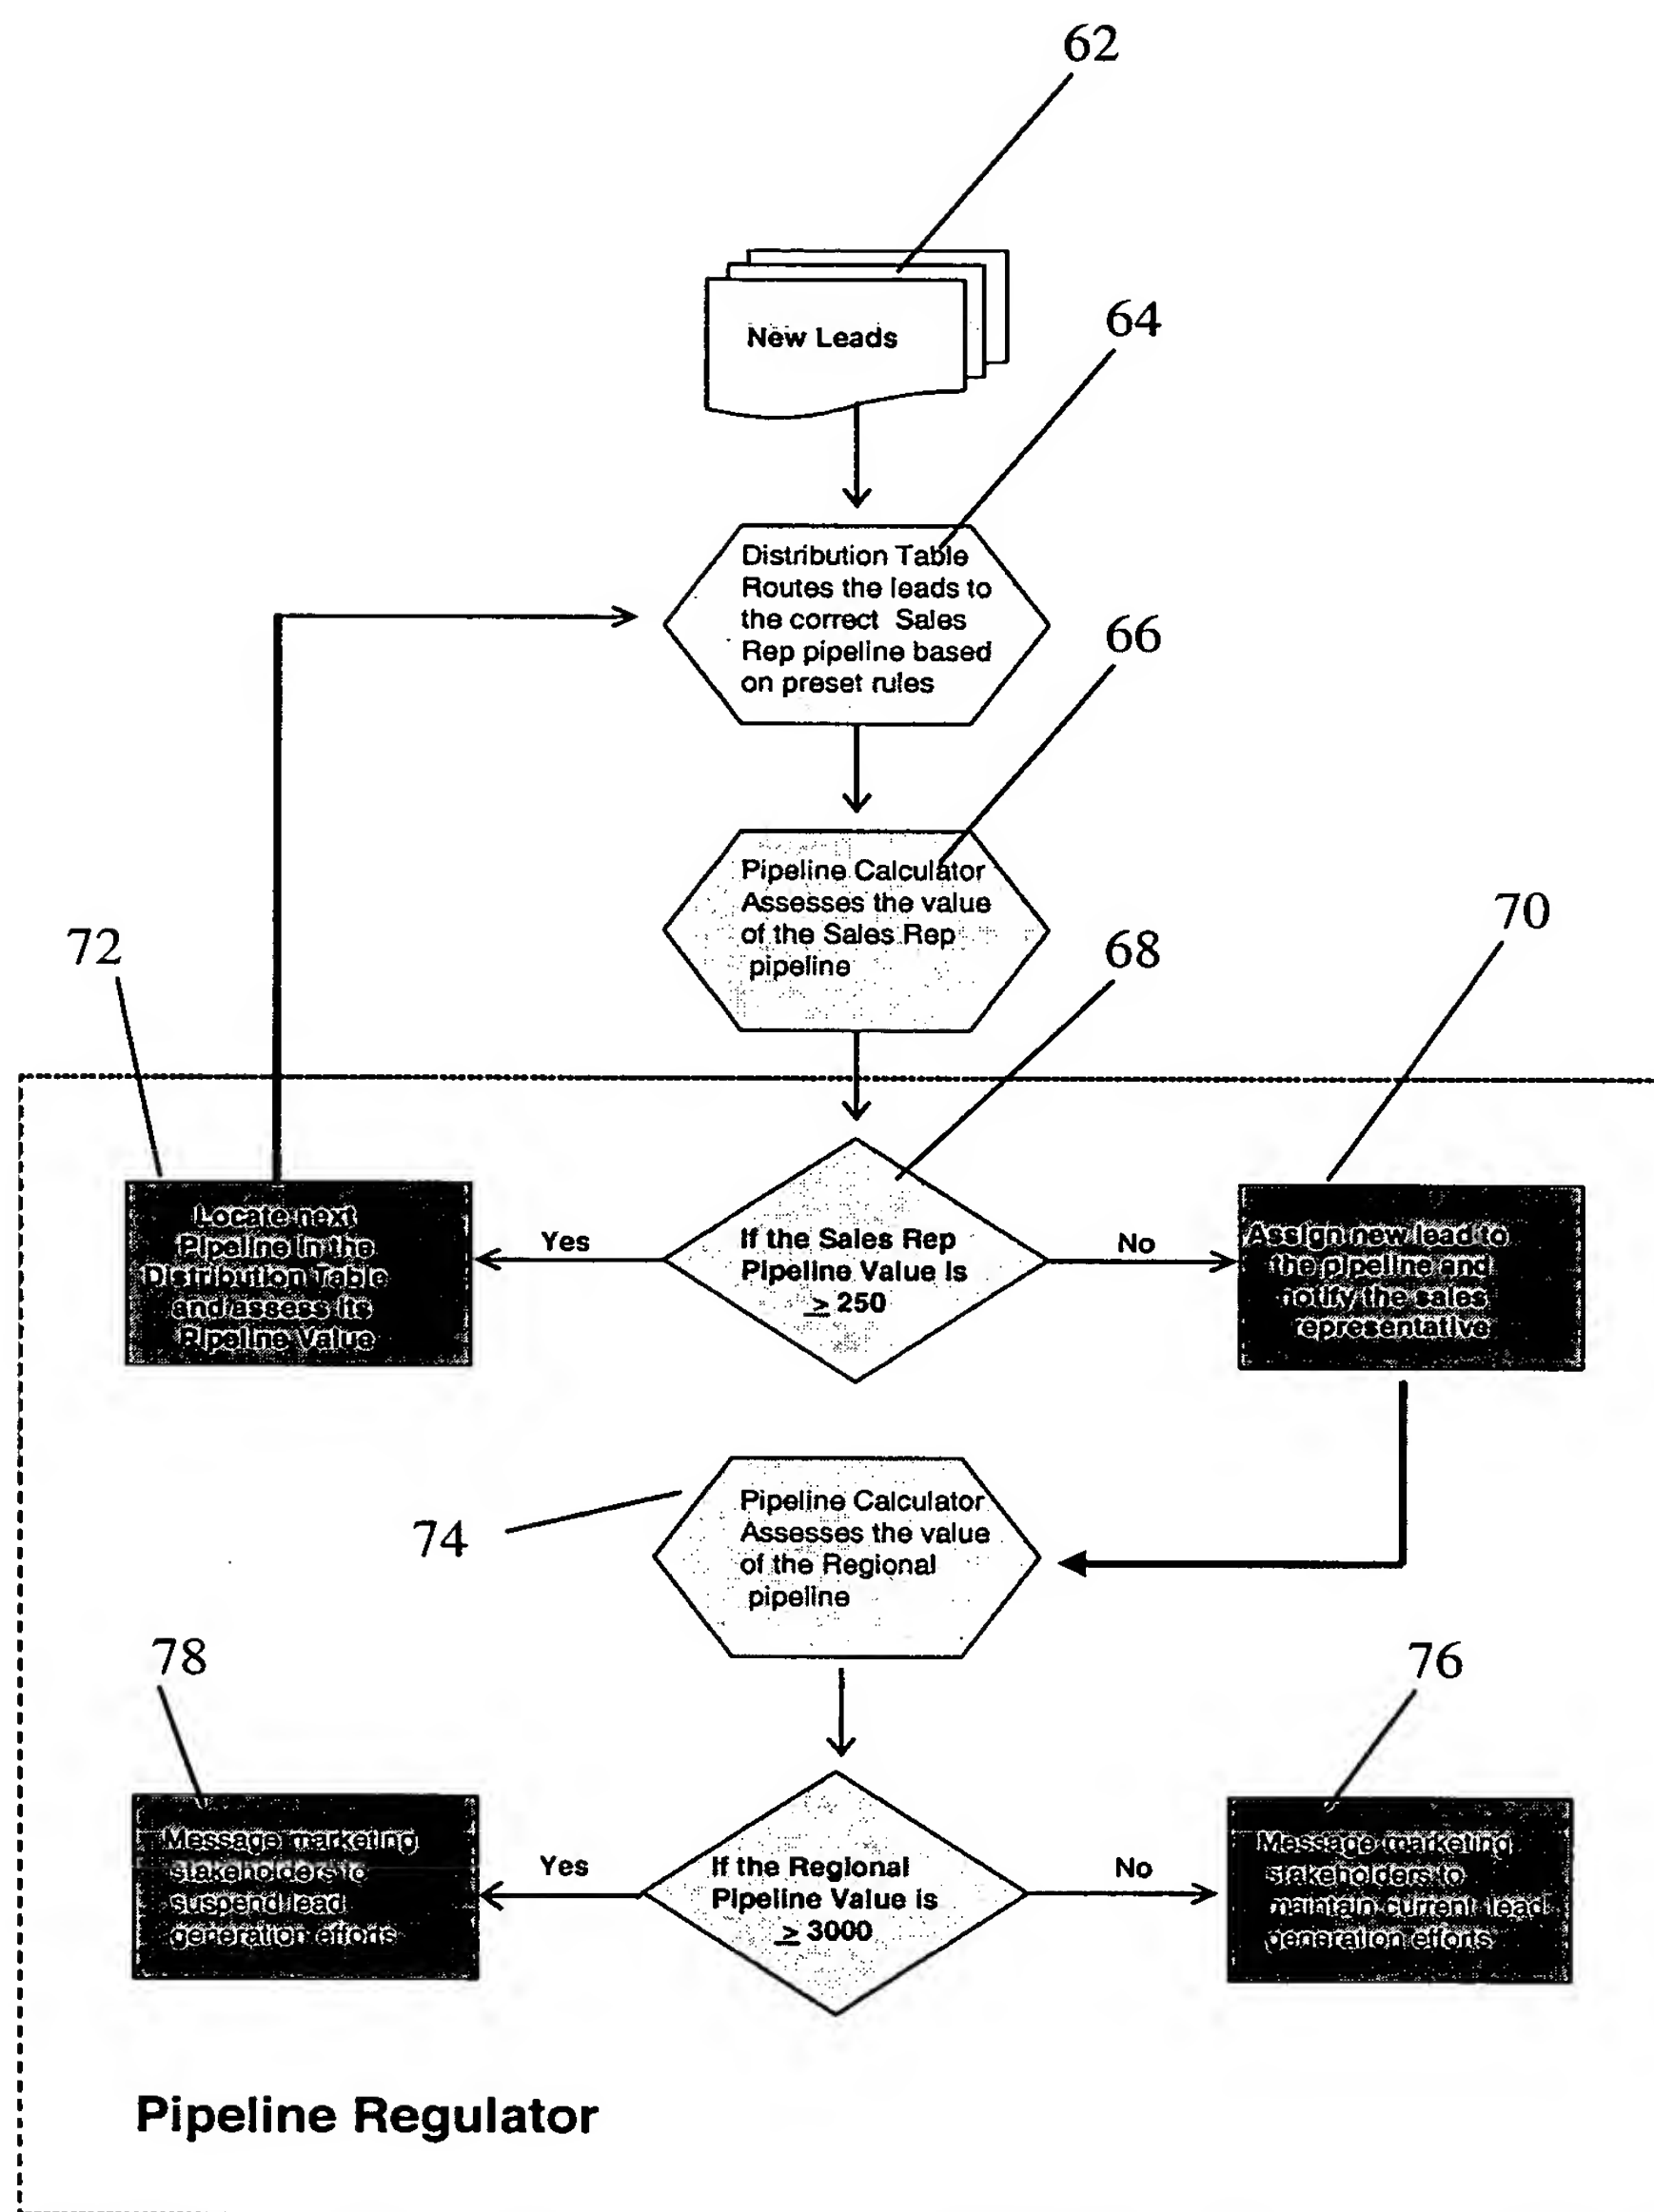 62
New Leads
64
Distribution Table
Routes the leads to
the correct Sales
Rep pipeline based
on preset rules
66
Pipeline Calculator
Assesses the value
of the Sales Rep
pipeline
72
68
70
Locate next
Pipeline in the
Distribution Table
and assess its
Pipeline Value
Yes
If the Sales Rep
Pipeline Value is
≥ 250
No
Assign new lead to
the pipeline and
notify the sales
representative
74
Pipeline Calculator
Assesses the value
of the Regional
pipeline
78
76
Message marketing
stakeholders to
suspend lead
generation efforts
Yes
If the Regional
Pipeline Value is
≥ 3000
No
Message marketing
stakeholders to
maintain current lead
generation efforts
Pipeline Regulator